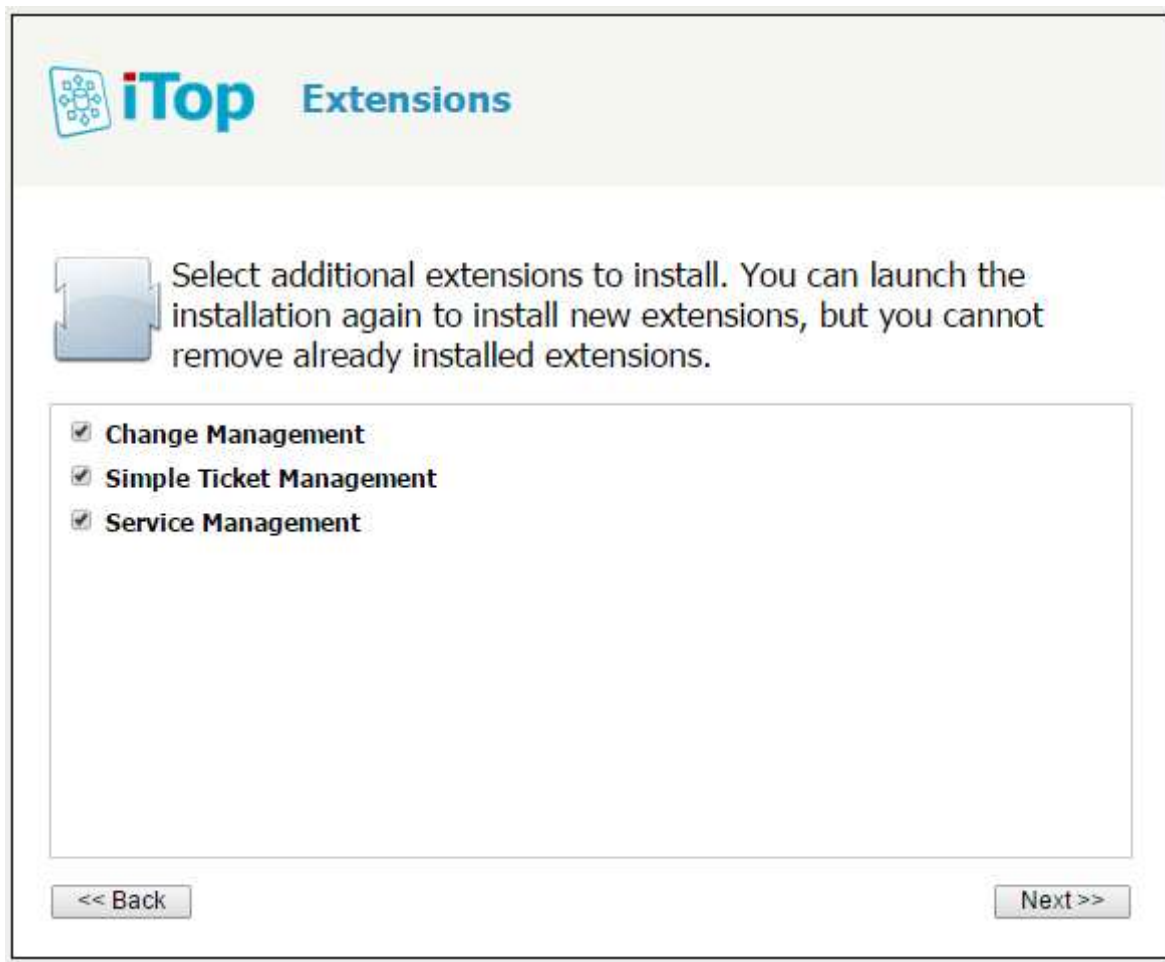 iTop Extensions
Select additional extensions to install. You can launch the
installation again to install new extensions, but you cannot
remove already installed extensions.
Change Management
Simple Ticket Management
Service Management
<< Back Next >>